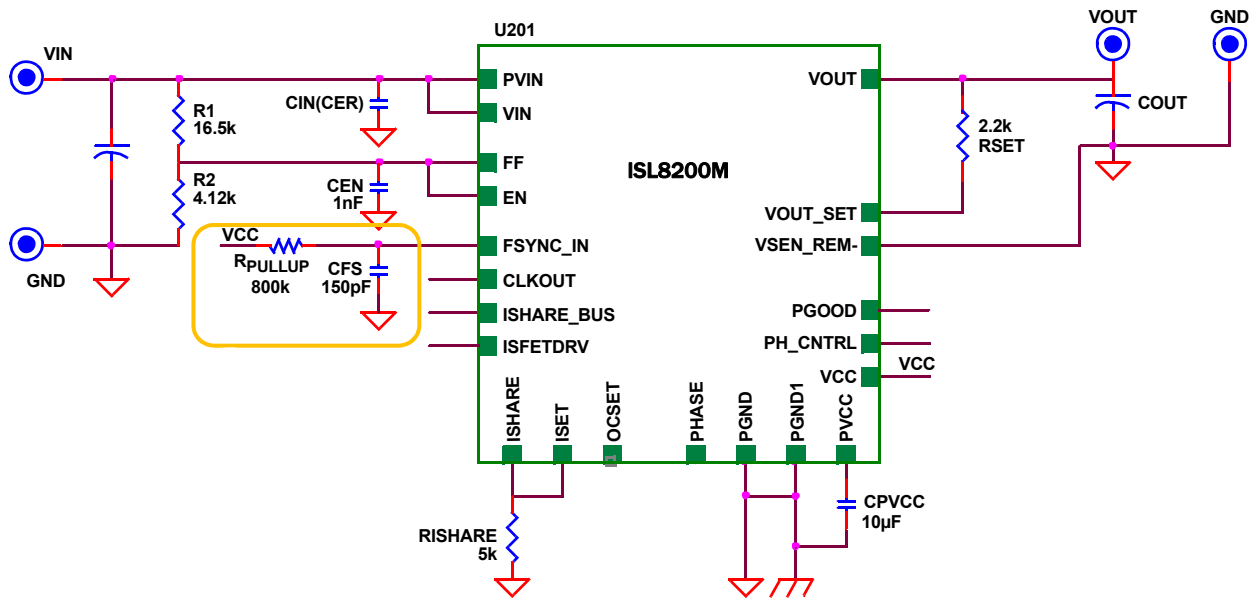 U201
VIN
VOUT
GND
PVIN
VOUT
R1
16.5k
CIN(CER)
VIN
COUT
2.2k
RSET
FF
ISL8200M
R2
4.12k
CEN
1nF
EN
VOUT_SET
VCC
FSYNC_IN
VSEN_REM-
RPULLUP
800k
CFS
150pF
GND
CLKOUT
ISHARE_BUS
PGOOD
ISFETDRV
PH_CNTRL
VCC
VCC
ISHARE
ISET
OCSET
PHASE
PGND
PGND1
PVCC
RISHARE
5k
CPVCC
10µF